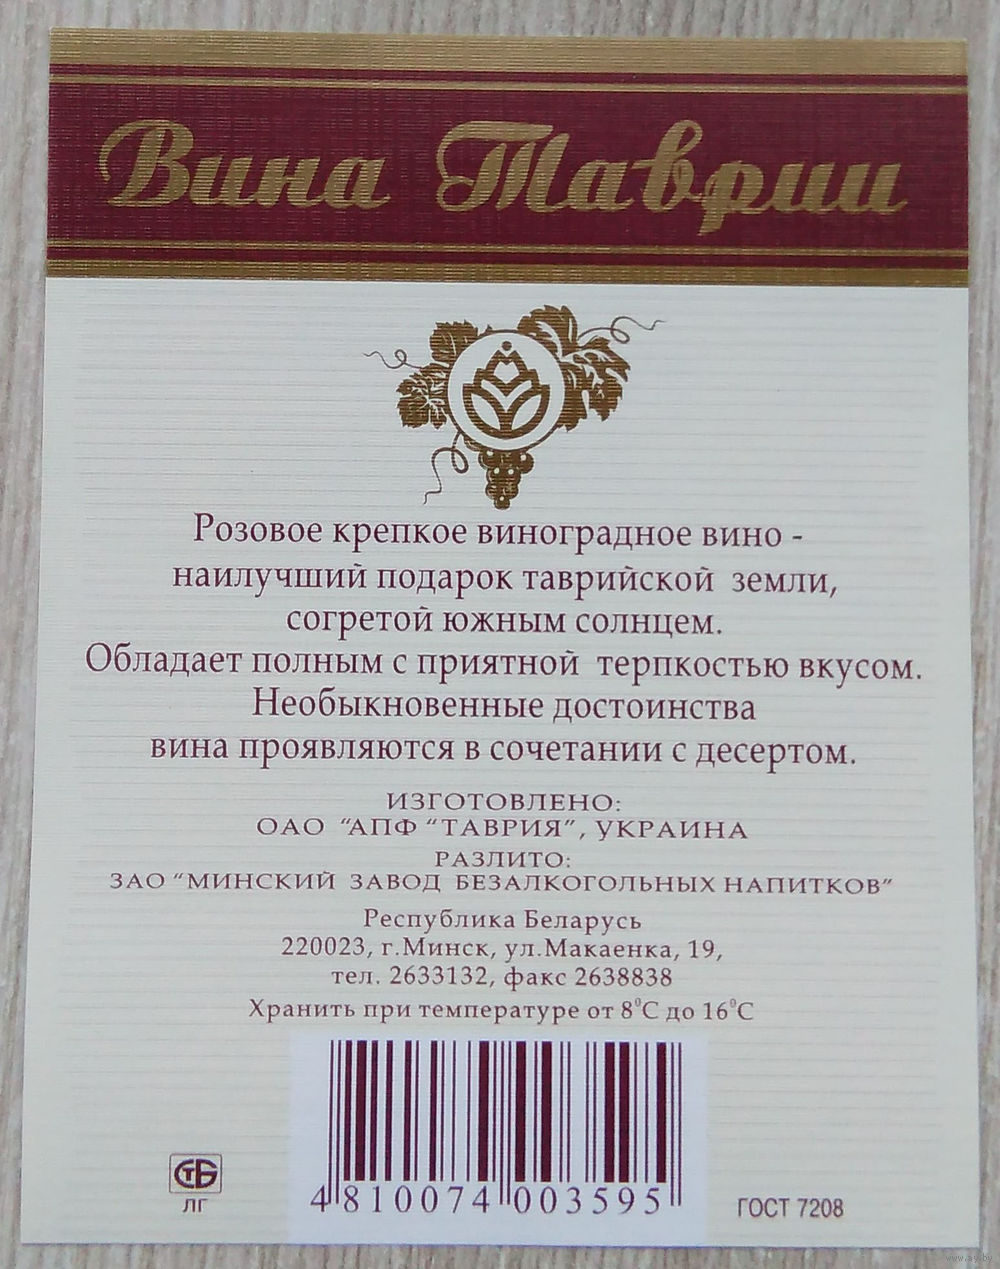 Вина Таврии
Розовое крепкое виноградное вино -
наилучший подарок таврийской земли,
согретой южным солнцем.
Обладает полным с приятной терпкостью вкусом.
Необыкновенные достоинства
вина проявляются в сочетании с десертом.
ИЗГОТОВЛЕНО:
ОАО "АПФ "ТАВРИЯ", УКРАИНА
РАЗЛИТО:
ЗАО "МИНСКИЙ ЗАВОД БЕЗАЛКОГОЛЬНЫХ НАПИТКОВ"
Республика Беларусь
220023, г.Минск, ул.Макаенка, 19,
тел. 2633132, факс 2638838
Хранить при температуре от 8°С до 16°С
СТБ
ЛГ
4 810074 003595
ГОСТ 7208
www.ay.by